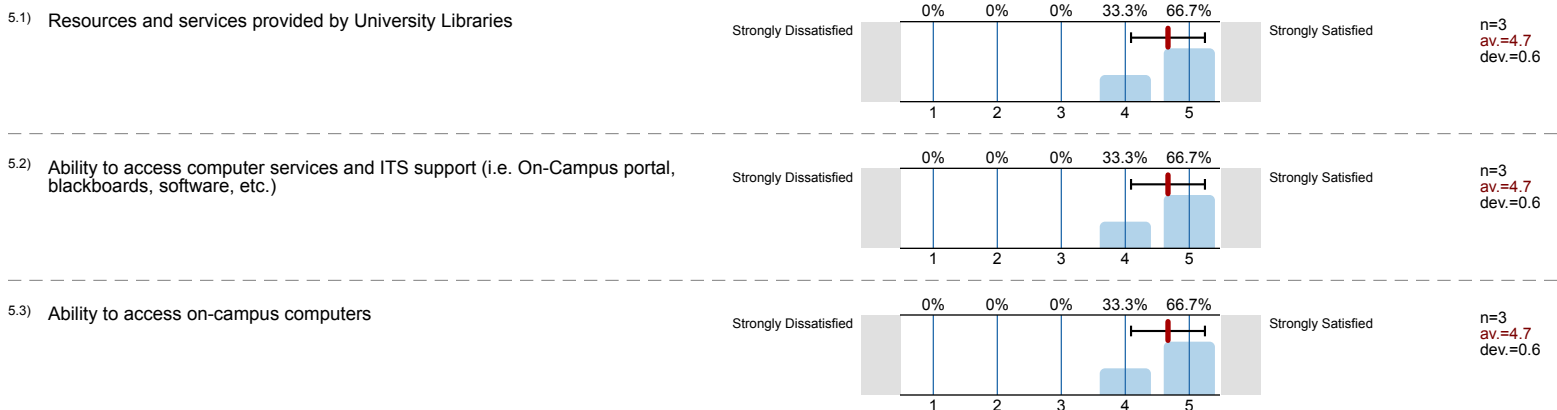 5.1) Resources and services provided by University Libraries
Strongly Dissatisfied
0% 0% 0% 33.3% 66.7%
1 2 3 4 5
Strongly Satisfied
n=3
av.=4.7
dev.=0.6
5.2) Ability to access computer services and ITS support (i.e. On-Campus portal,
blackboards, software, etc.)
Strongly Dissatisfied
0% 0% 0% 33.3% 66.7%
1 2 3 4 5
Strongly Satisfied
n=3
av.=4.7
dev.=0.6
5.3) Ability to access on-campus computers
Strongly Dissatisfied
0% 0% 0% 33.3% 66.7%
1 2 3 4 5
Strongly Satisfied
n=3
av.=4.7
dev.=0.6